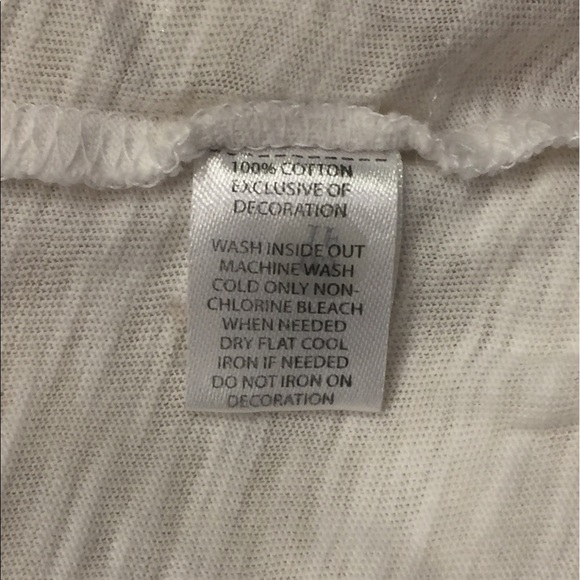 100% COTTON
EXCLUSIVE OF
DECORATION
WASH INSIDE OUT
MACHINE WASH
COLD ONLY NON-
CHLORINE BLEACH
WHEN NEEDED
DRY FLAT COOL
IRON IF NEEDED
DO NOT IRON ON
DECORATION